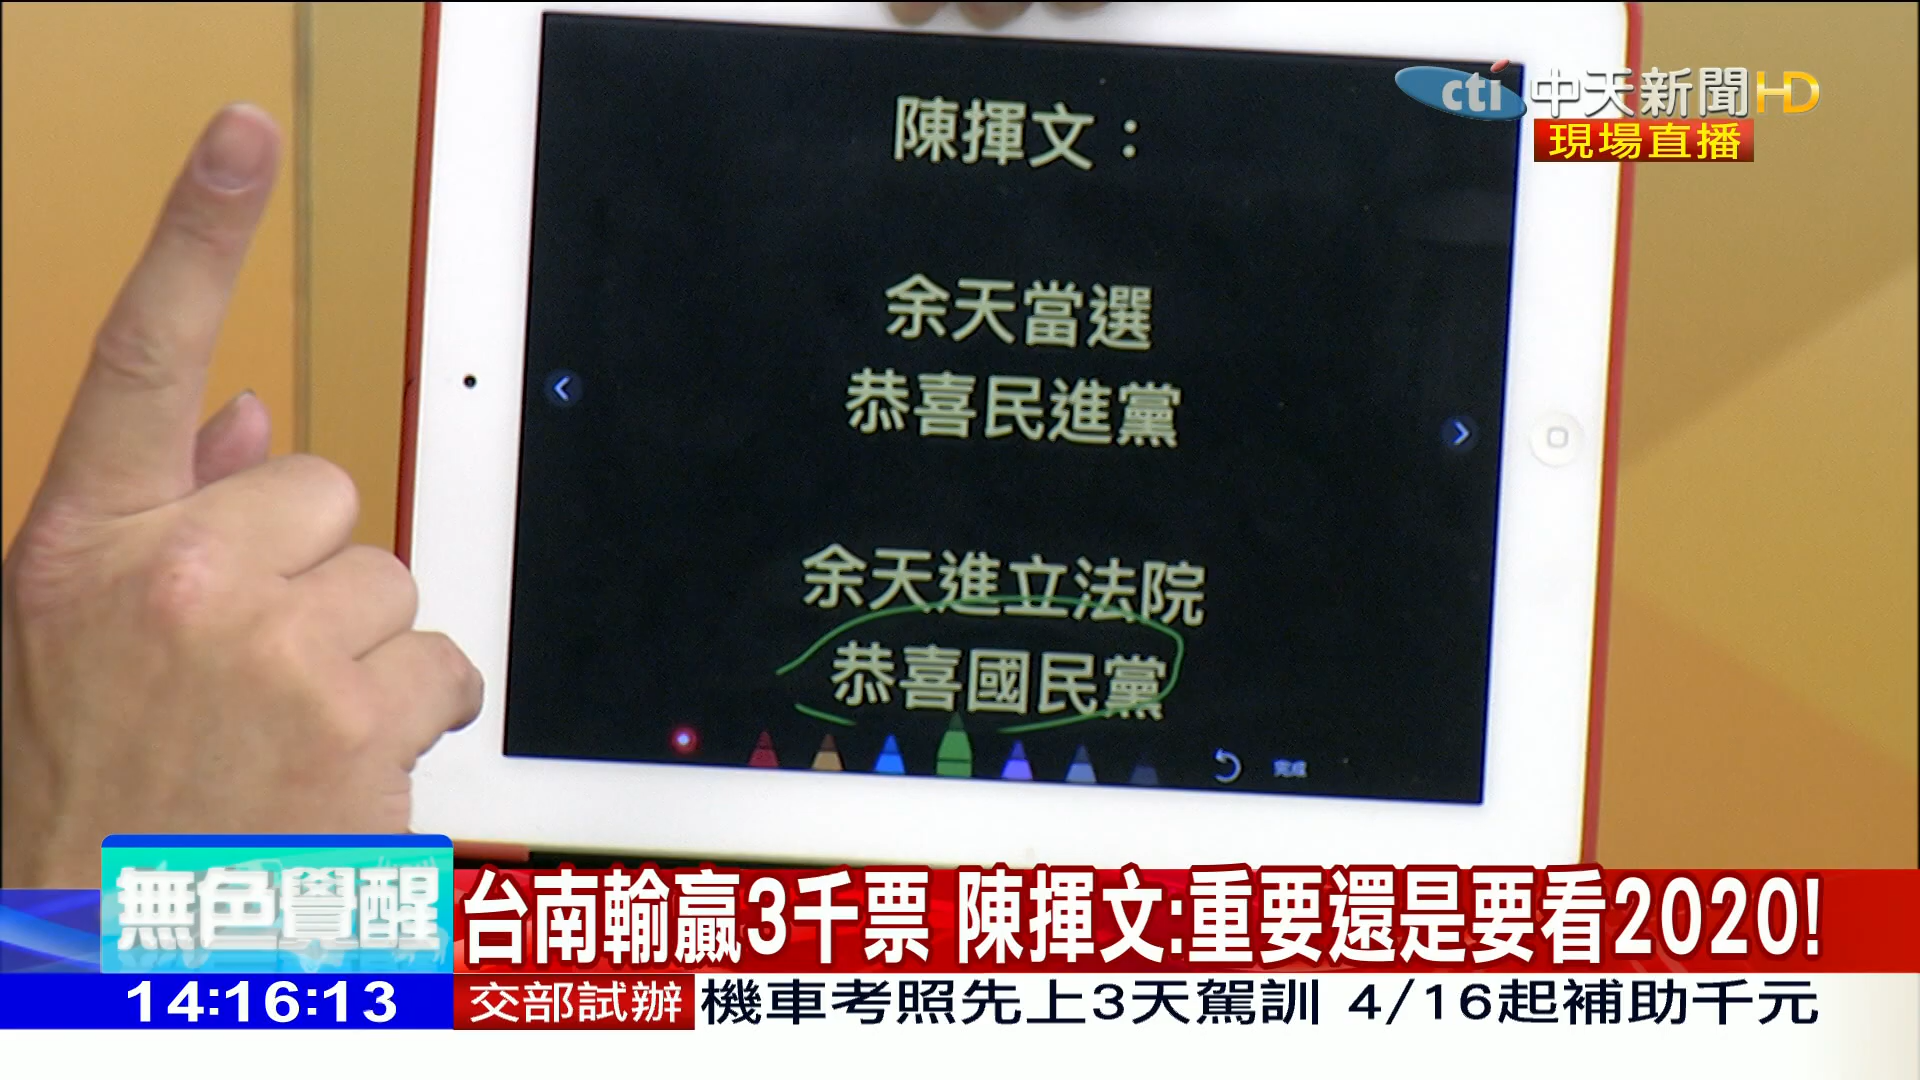 陳揮文：
余天當選
恭喜民進黨
余天進立法院
恭喜國民黨
完成
cti 中天新聞HD
現場直播
無色覺醒
台南輸贏3千票 陳揮文:重要還是要看2020!
14:16:13
交部試辦 機車考照先上3天駕訓 4/16起補助千元